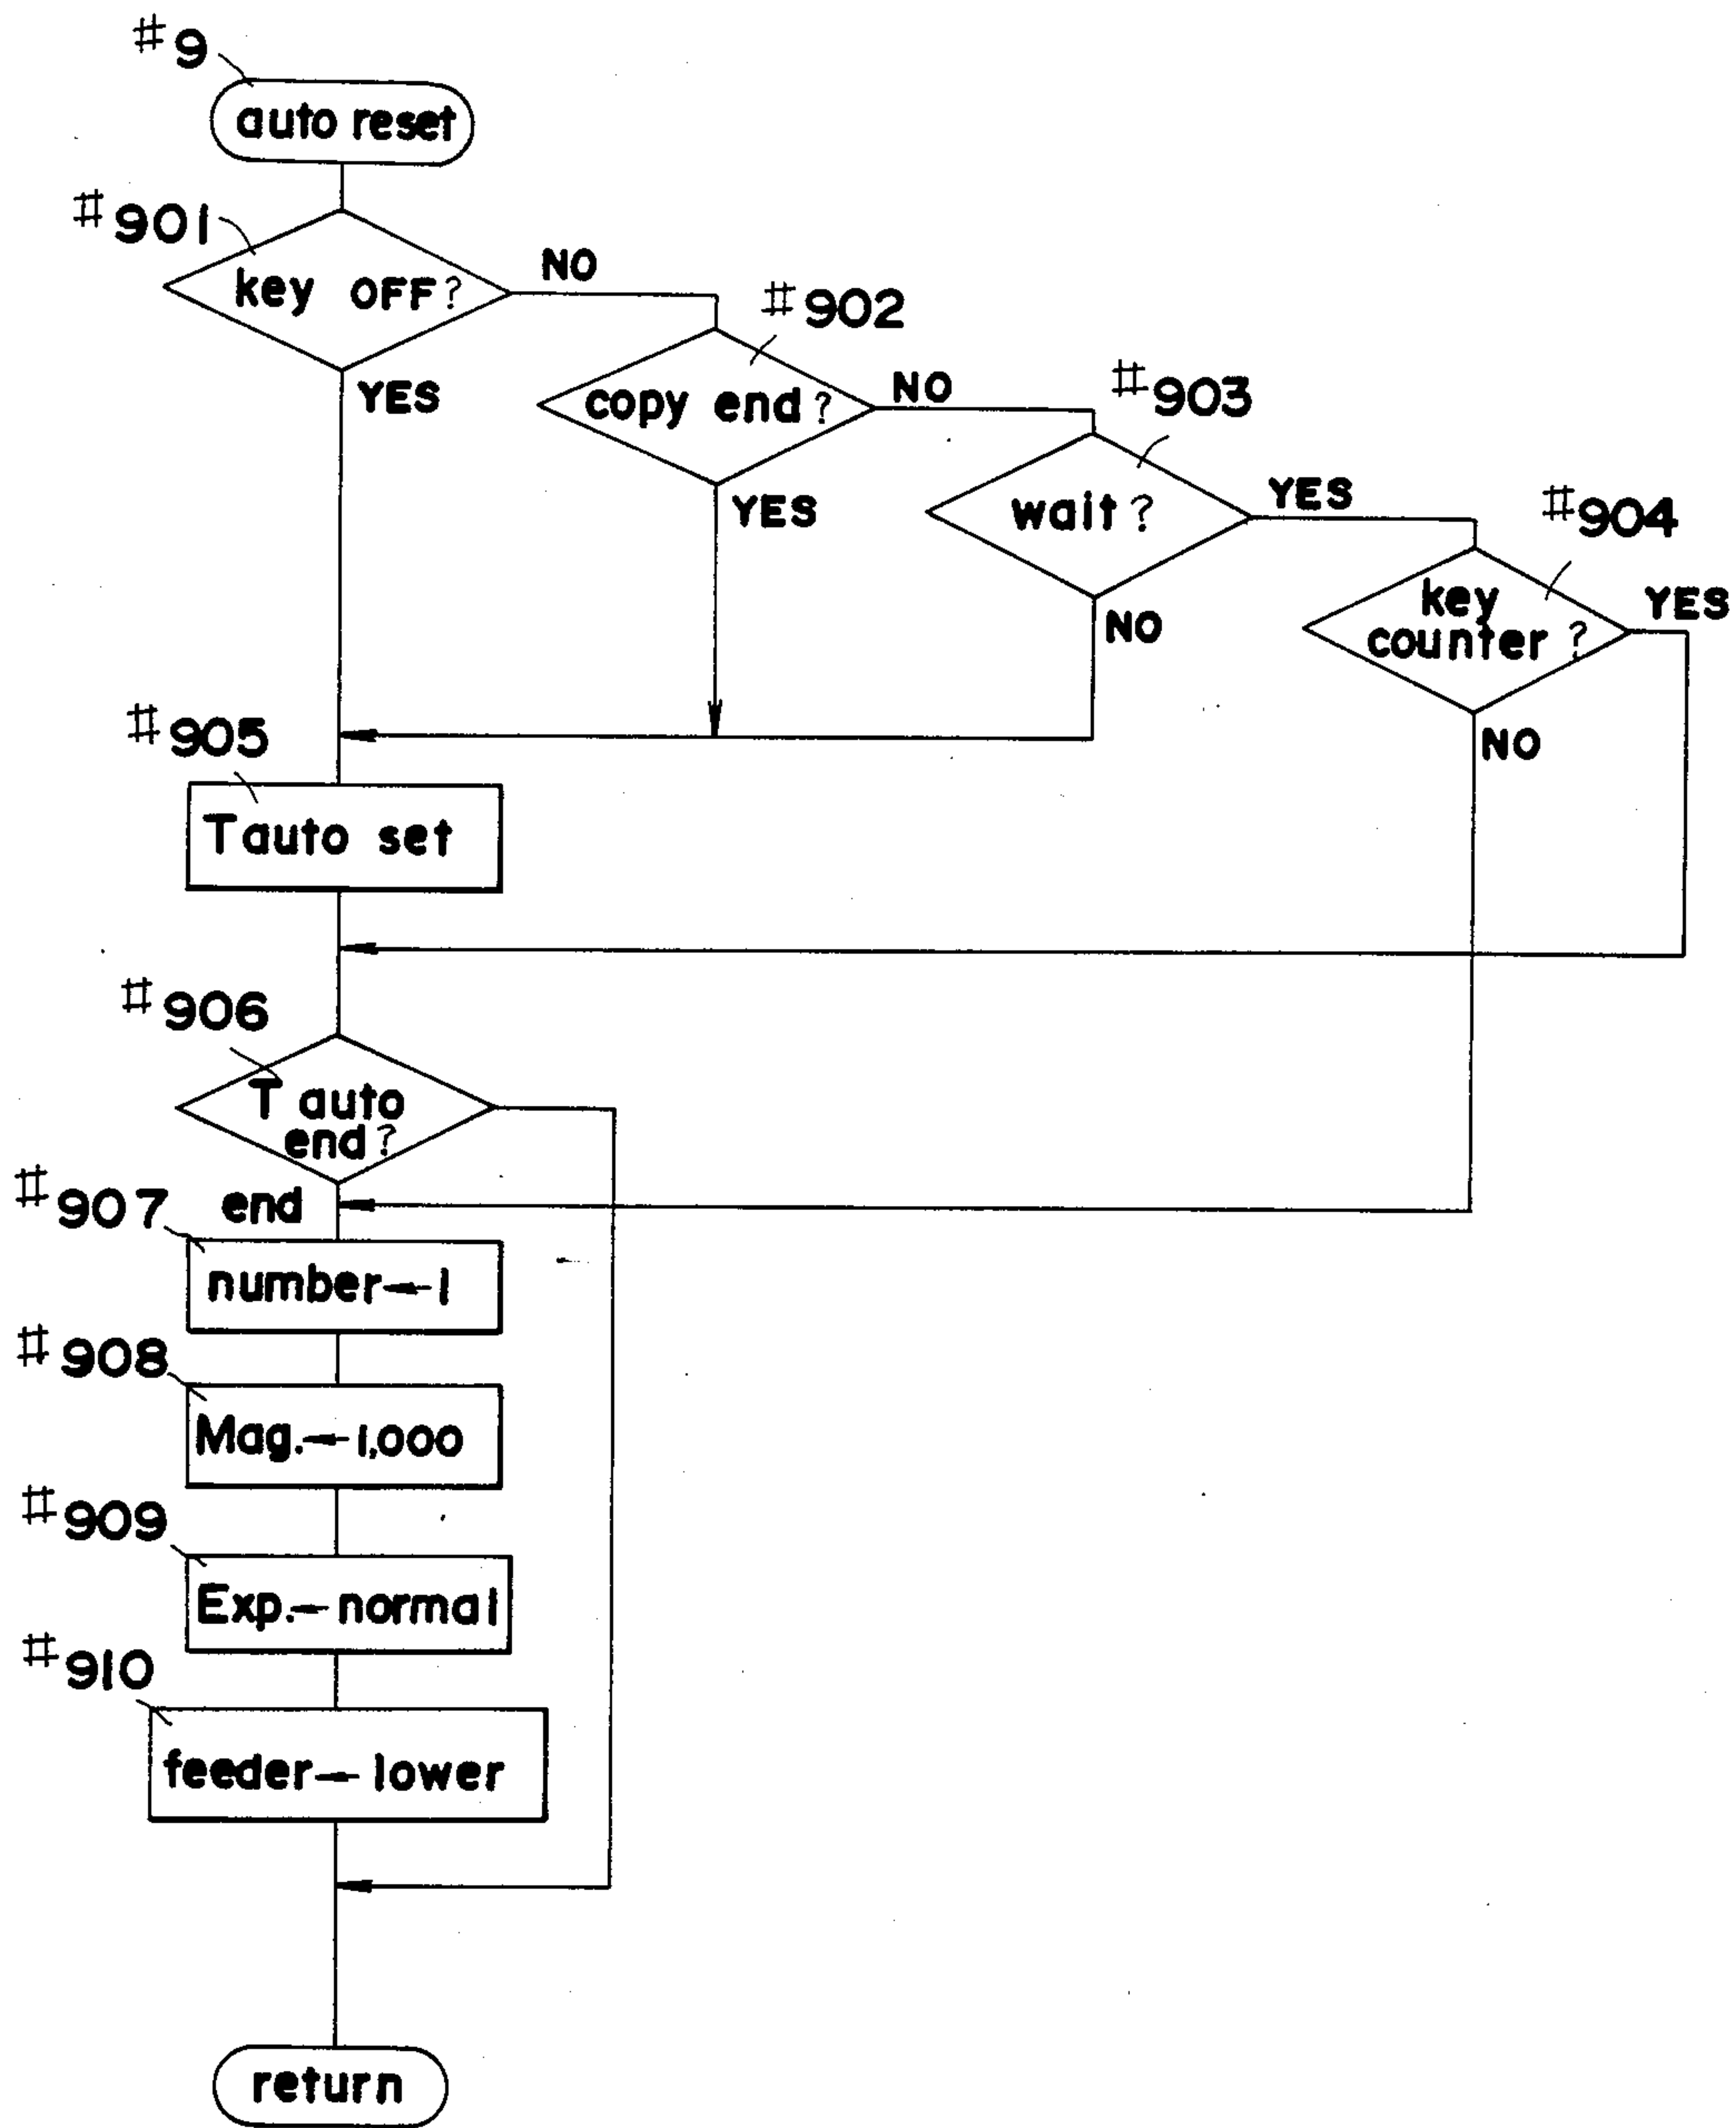 #9
auto reset
#901
key OFF?
NO
YES
#902
copy end?
NO
YES
#903
wait?
YES
NO
#904
key
counter?
YES
NO
#905
Tauto set
#906
T auto
end?
end
#907
number←1
#908
Mag.←1,000
#909
Exp.←normal
#910
feeder←lower
return